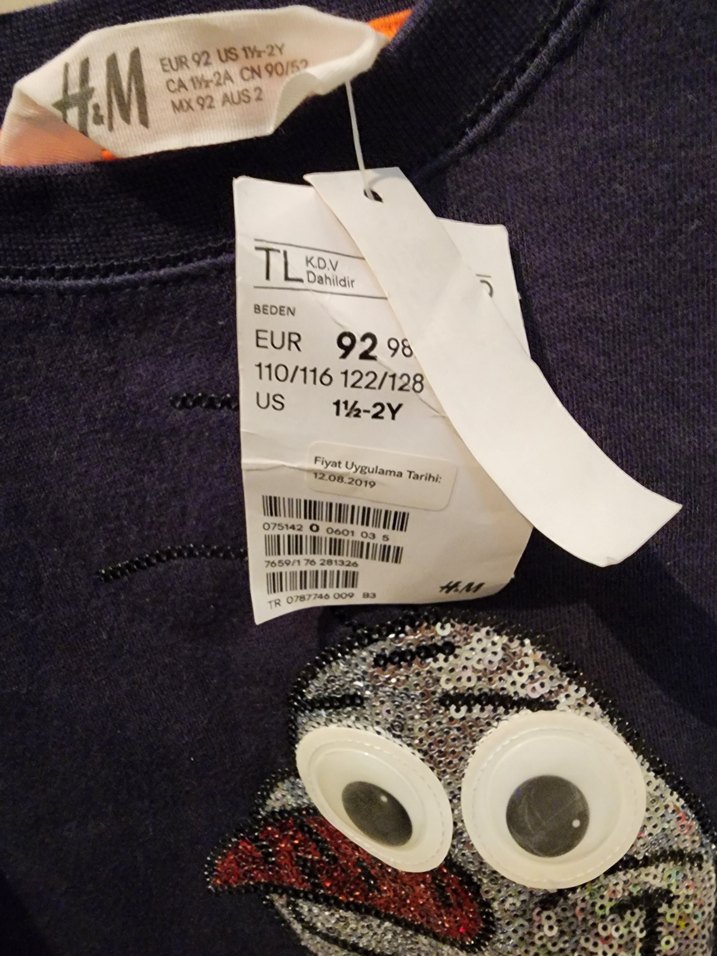 H&M
EUR 92 US 1½-2Y
CA 1½-2A CN 90/52
MX 92 AUS 2
TL K.D.V
Dahildir
BEDEN
EUR 92 98
110/116 122/128
US 1½-2Y
Fiyat Uygulama Tarihi:
12.08.2019
075142 0 0601 03 5
7659/1 76 281326
H&M
TR 0787746 009 B3